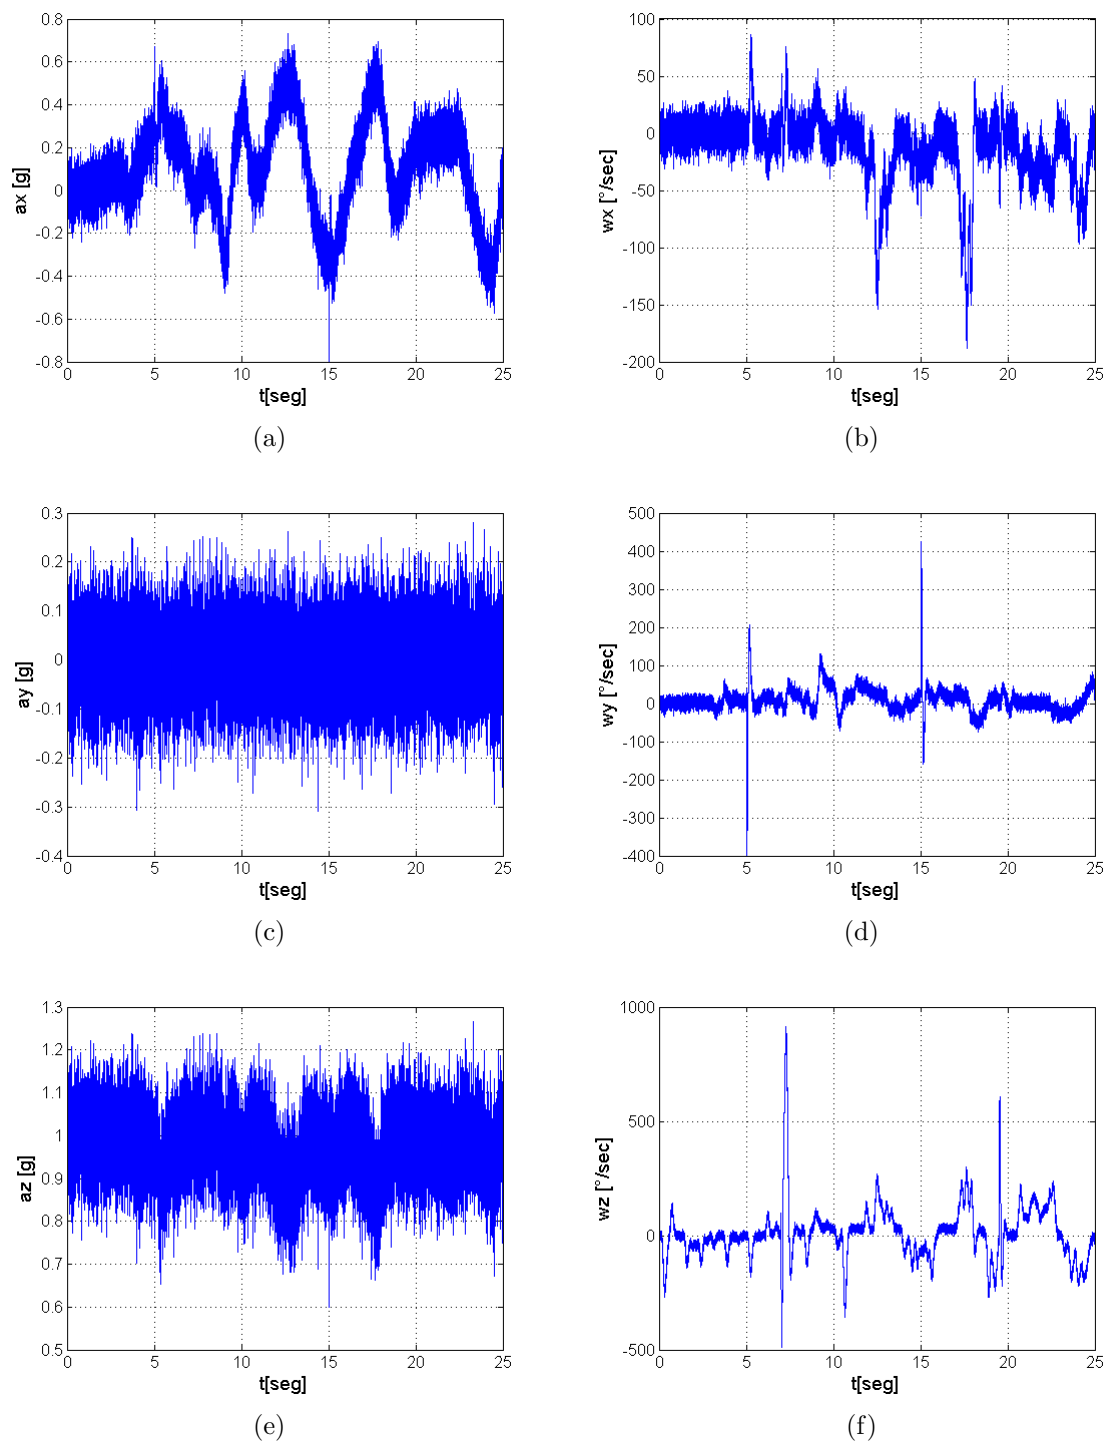 0.8
0.6
0.4
0.2
0
-0.2
-0.4
-0.6
-0.8
ax [g]
0 5 10 15 20 25
t[seg]
(a)
100
50
0
-50
-100
-150
-200
wx [°/sec]
0 5 10 15 20 25
t[seg]
(b)
0.3
0.2
0.1
0
-0.1
-0.2
-0.3
-0.4
ay [g]
0 5 10 15 20 25
t[seg]
(c)
500
400
300
200
100
0
-100
-200
-300
-400
wy [°/sec]
0 5 10 15 20 25
t[seg]
(d)
1.3
1.2
1.1
1
0.9
0.8
0.7
0.6
0.5
az [g]
0 5 10 15 20 25
t[seg]
(e)
1000
500
0
-500
wz [°/sec]
0 5 10 15 20 25
t[seg]
(f)